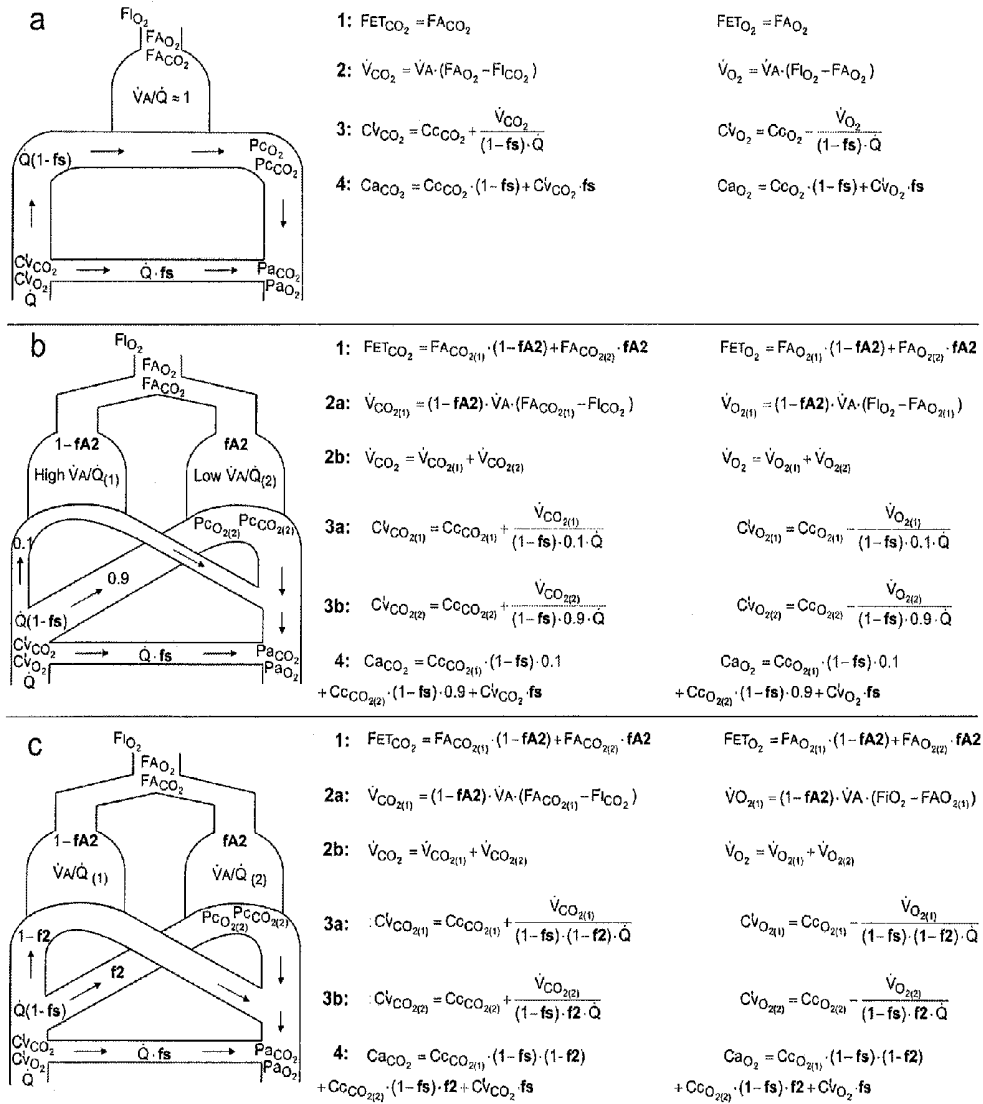 a
FIO₂
FAO₂
FACO₂
V̇A/Q̇ ≈ 1
Q̇(1-fs)
PcO₂
PcCO₂
Cv̄CO₂
Cv̄O₂
Q̇
Q̇·fs
PaCO₂
PaO₂
1: FETCO₂ = FACO₂
FETO₂ = FAO₂
2: V̇CO₂ = V̇A·(FAO₂ − FICO₂)
V̇O₂ = V̇A·(FIO₂ − FAO₂)
3: Cv̄CO₂ = CcCO₂ + V̇CO₂ / (1−fs)·Q̇
Cv̄O₂ = CcO₂ − V̇O₂ / (1−fs)·Q̇
4: CaCO₂ = CcCO₂·(1−fs) + Cv̄CO₂·fs
CaO₂ = CcO₂·(1−fs) + Cv̄O₂·fs
b
FIO₂
FAO₂
FACO₂
1−fA2
High V̇A/Q̇(1)
fA2
Low V̇A/Q̇(2)
PcO₂(2)
PcCO₂(2)
0.1
0.9
Q̇(1-fs)
Cv̄CO₂
Cv̄O₂
Q̇
Q̇·fs
PaCO₂
PaO₂
1: FETCO₂ = FACO₂(1)·(1−fA2) + FACO₂(2)·fA2
FETO₂ = FAO₂(1)·(1−fA2) + FAO₂(2)·fA2
2a: V̇CO₂(1) = (1−fA2)·V̇A·(FACO₂(1) − FICO₂)
V̇O₂(1) = (1−fA2)·V̇A·(FIO₂ − FAO₂(1))
2b: V̇CO₂ = V̇CO₂(1) + V̇CO₂(2)
V̇O₂ = V̇O₂(1) + V̇O₂(2)
3a: Cv̄CO₂(1) = CcCO₂(1) + V̇CO₂(1) / (1−fs)·0.1·Q̇
Cv̄O₂(1) = CcO₂(1) − V̇O₂(1) / (1−fs)·0.1·Q̇
3b: Cv̄CO₂(2) = CcCO₂(2) + V̇CO₂(2) / (1−fs)·0.9·Q̇
Cv̄O₂(2) = CcO₂(2) − V̇O₂(2) / (1−fs)·0.9·Q̇
4: CaCO₂ = CcCO₂(1)·(1−fs)·0.1
+ CcCO₂(2)·(1−fs)·0.9 + Cv̄CO₂·fs
CaO₂ = CcO₂(1)·(1−fs)·0.1
+ CcO₂(2)·(1−fs)·0.9 + Cv̄O₂·fs
c
FIO₂
FAO₂
FACO₂
1−fA2
V̇A/Q̇(1)
fA2
V̇A/Q̇(2)
PcO₂(2)
PcCO₂(2)
1−f2
f2
Q̇(1-fs)
Cv̄CO₂
Cv̄O₂
Q̇
Q̇·fs
PaCO₂
PaO₂
1: FETCO₂ = FACO₂(1)·(1−fA2) + FACO₂(2)·fA2
FETO₂ = FAO₂(1)·(1−fA2) + FAO₂(2)·fA2
2a: V̇CO₂(1) = (1−fA2)·V̇A·(FACO₂(1) − FICO₂)
V̇O₂(1) = (1−fA2)·V̇A·(FiO₂ − FAO₂(1))
2b: V̇CO₂ = V̇CO₂(1) + V̇CO₂(2)
V̇O₂ = V̇O₂(1) + V̇O₂(2)
3a: Cv̄CO₂(1) = CcCO₂(1) + V̇CO₂(1) / (1−fs)·(1−f2)·Q̇
Cv̄O₂(1) = CcO₂(1) − V̇O₂(1) / (1−fs)·(1−f2)·Q̇
3b: Cv̄CO₂(2) = CcCO₂(2) + V̇CO₂(2) / (1−fs)·f2·Q̇
Cv̄O₂(2) = CcO₂(2) − V̇O₂(2) / (1−fs)·f2·Q̇
4: CaCO₂ = CcCO₂(1)·(1−fs)·(1−f2)
+ CcCO₂(2)·(1−fs)·f2 + Cv̄CO₂·fs
CaO₂ = CcO₂(1)·(1−fs)·(1−f2)
+ CcO₂(2)·(1−fs)·f2 + Cv̄O₂·fs